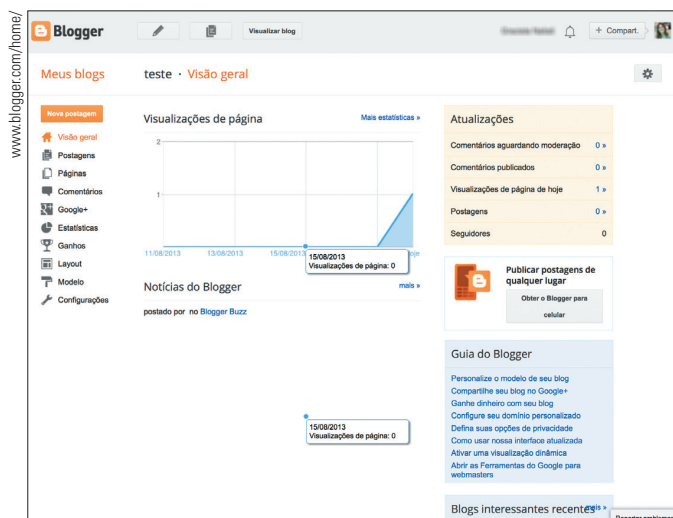 www.blogger.com/home/
Blogger
Visualizar blog
+ Compart.
Meus blogs
teste · Visão geral
Nova postagem
Visão geral
Postagens
Páginas
Comentários
Google+
Estatísticas
Ganhos
Layout
Modelo
Configurações
Visualizações de página
Mais estatísticas »
2
1
11/08/2013
13/08/2013
15/08/2013
oje
15/08/2013
Visualizações de página: 0
Notícias do Blogger
mais »
postado por no Blogger Buzz
15/08/2013
Visualizações de página: 0
Atualizações
Comentários aguardando moderação 0 »
Comentários publicados 0 »
Visualizações de página de hoje 1 »
Postagens 0 »
Seguidores 0
Publicar postagens de
qualquer lugar
Obter o Blogger para
celular
Guia do Blogger
Personalize o modelo de seu blog
Compartilhe seu blog no Google+
Ganhe dinheiro com seu blog
Configure seu domínio personalizado
Defina suas opções de privacidade
Como usar nossa interface atualizada
Ativar uma visualização dinâmica
Abrir as Ferramentas do Google para
webmasters
Blogs interessantes recentes
mais »